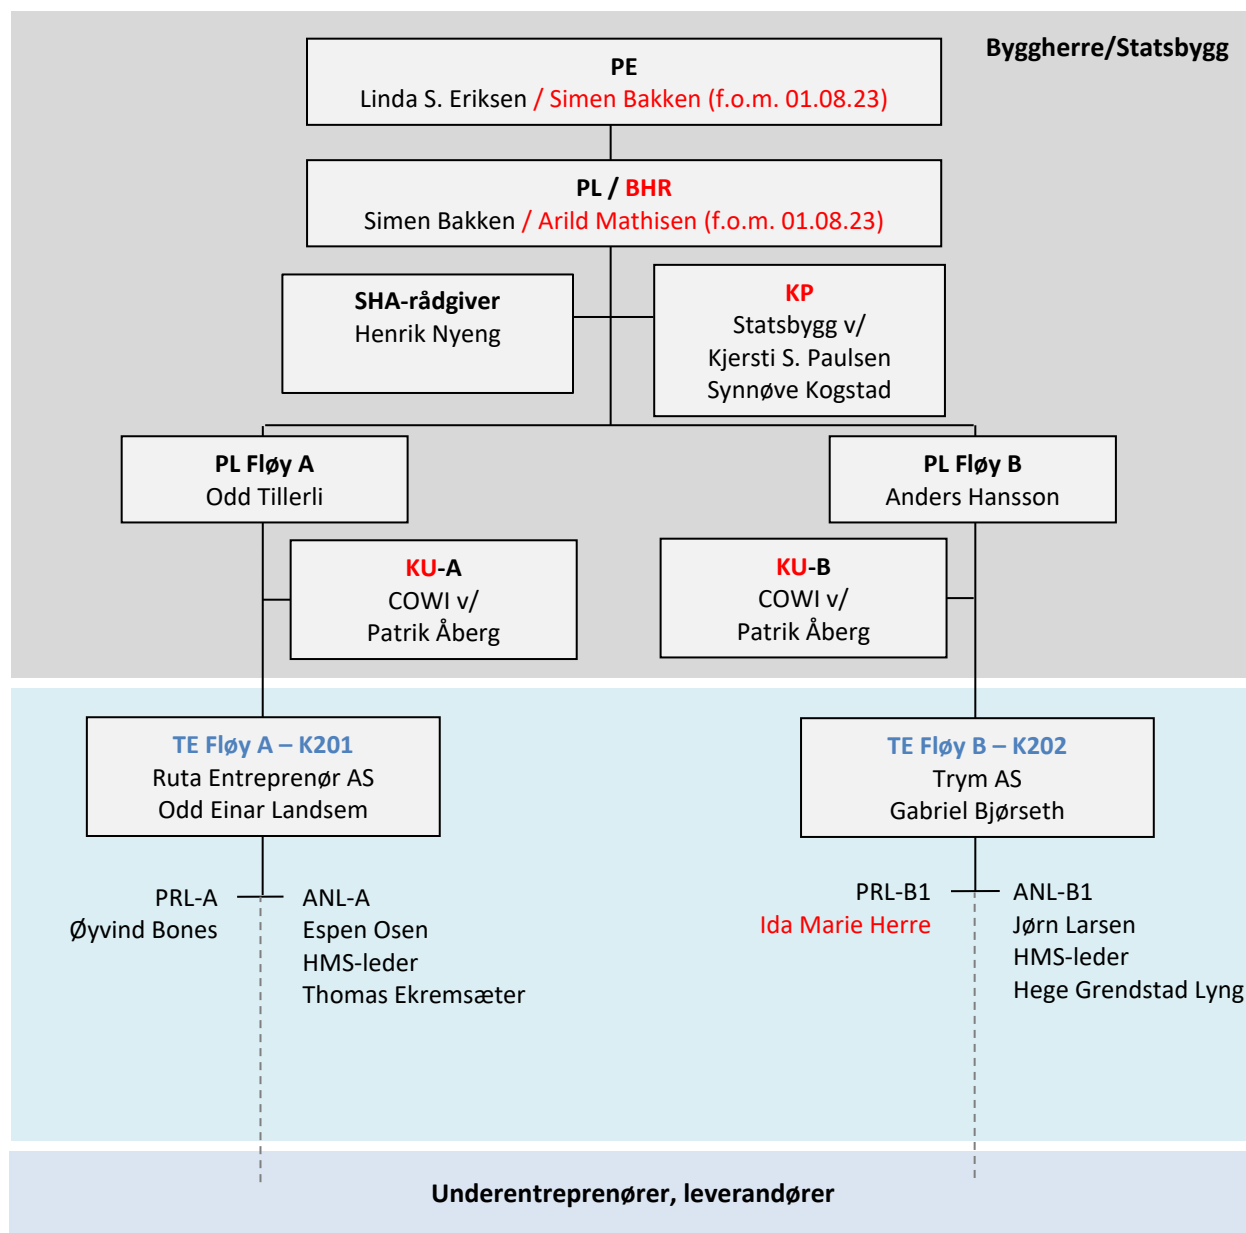 Byggherre/Statsbygg
PE
Linda S. Eriksen / Simen Bakken (f.o.m. 01.08.23)
PL / BHR
Simen Bakken / Arild Mathisen (f.o.m. 01.08.23)
SHA-rådgiver
Henrik Nyeng
KP
Statsbygg v/
Kjersti S. Paulsen
Synnøve Kogstad
PL Fløy A
Odd Tillerli
PL Fløy B
Anders Hansson
KU-A
COWI v/
Patrik Åberg
KU-B
COWI v/
Patrik Åberg
TE Fløy A – K201
Ruta Entreprenør AS
Odd Einar Landsem
TE Fløy B – K202
Trym AS
Gabriel Bjørseth
PRL-A
Øyvind Bones
ANL-A
Espen Osen
HMS-leder
Thomas Ekremsæter
PRL-B1
Ida Marie Herre
ANL-B1
Jørn Larsen
HMS-leder
Hege Grendstad Lyng
Underentreprenører, leverandører